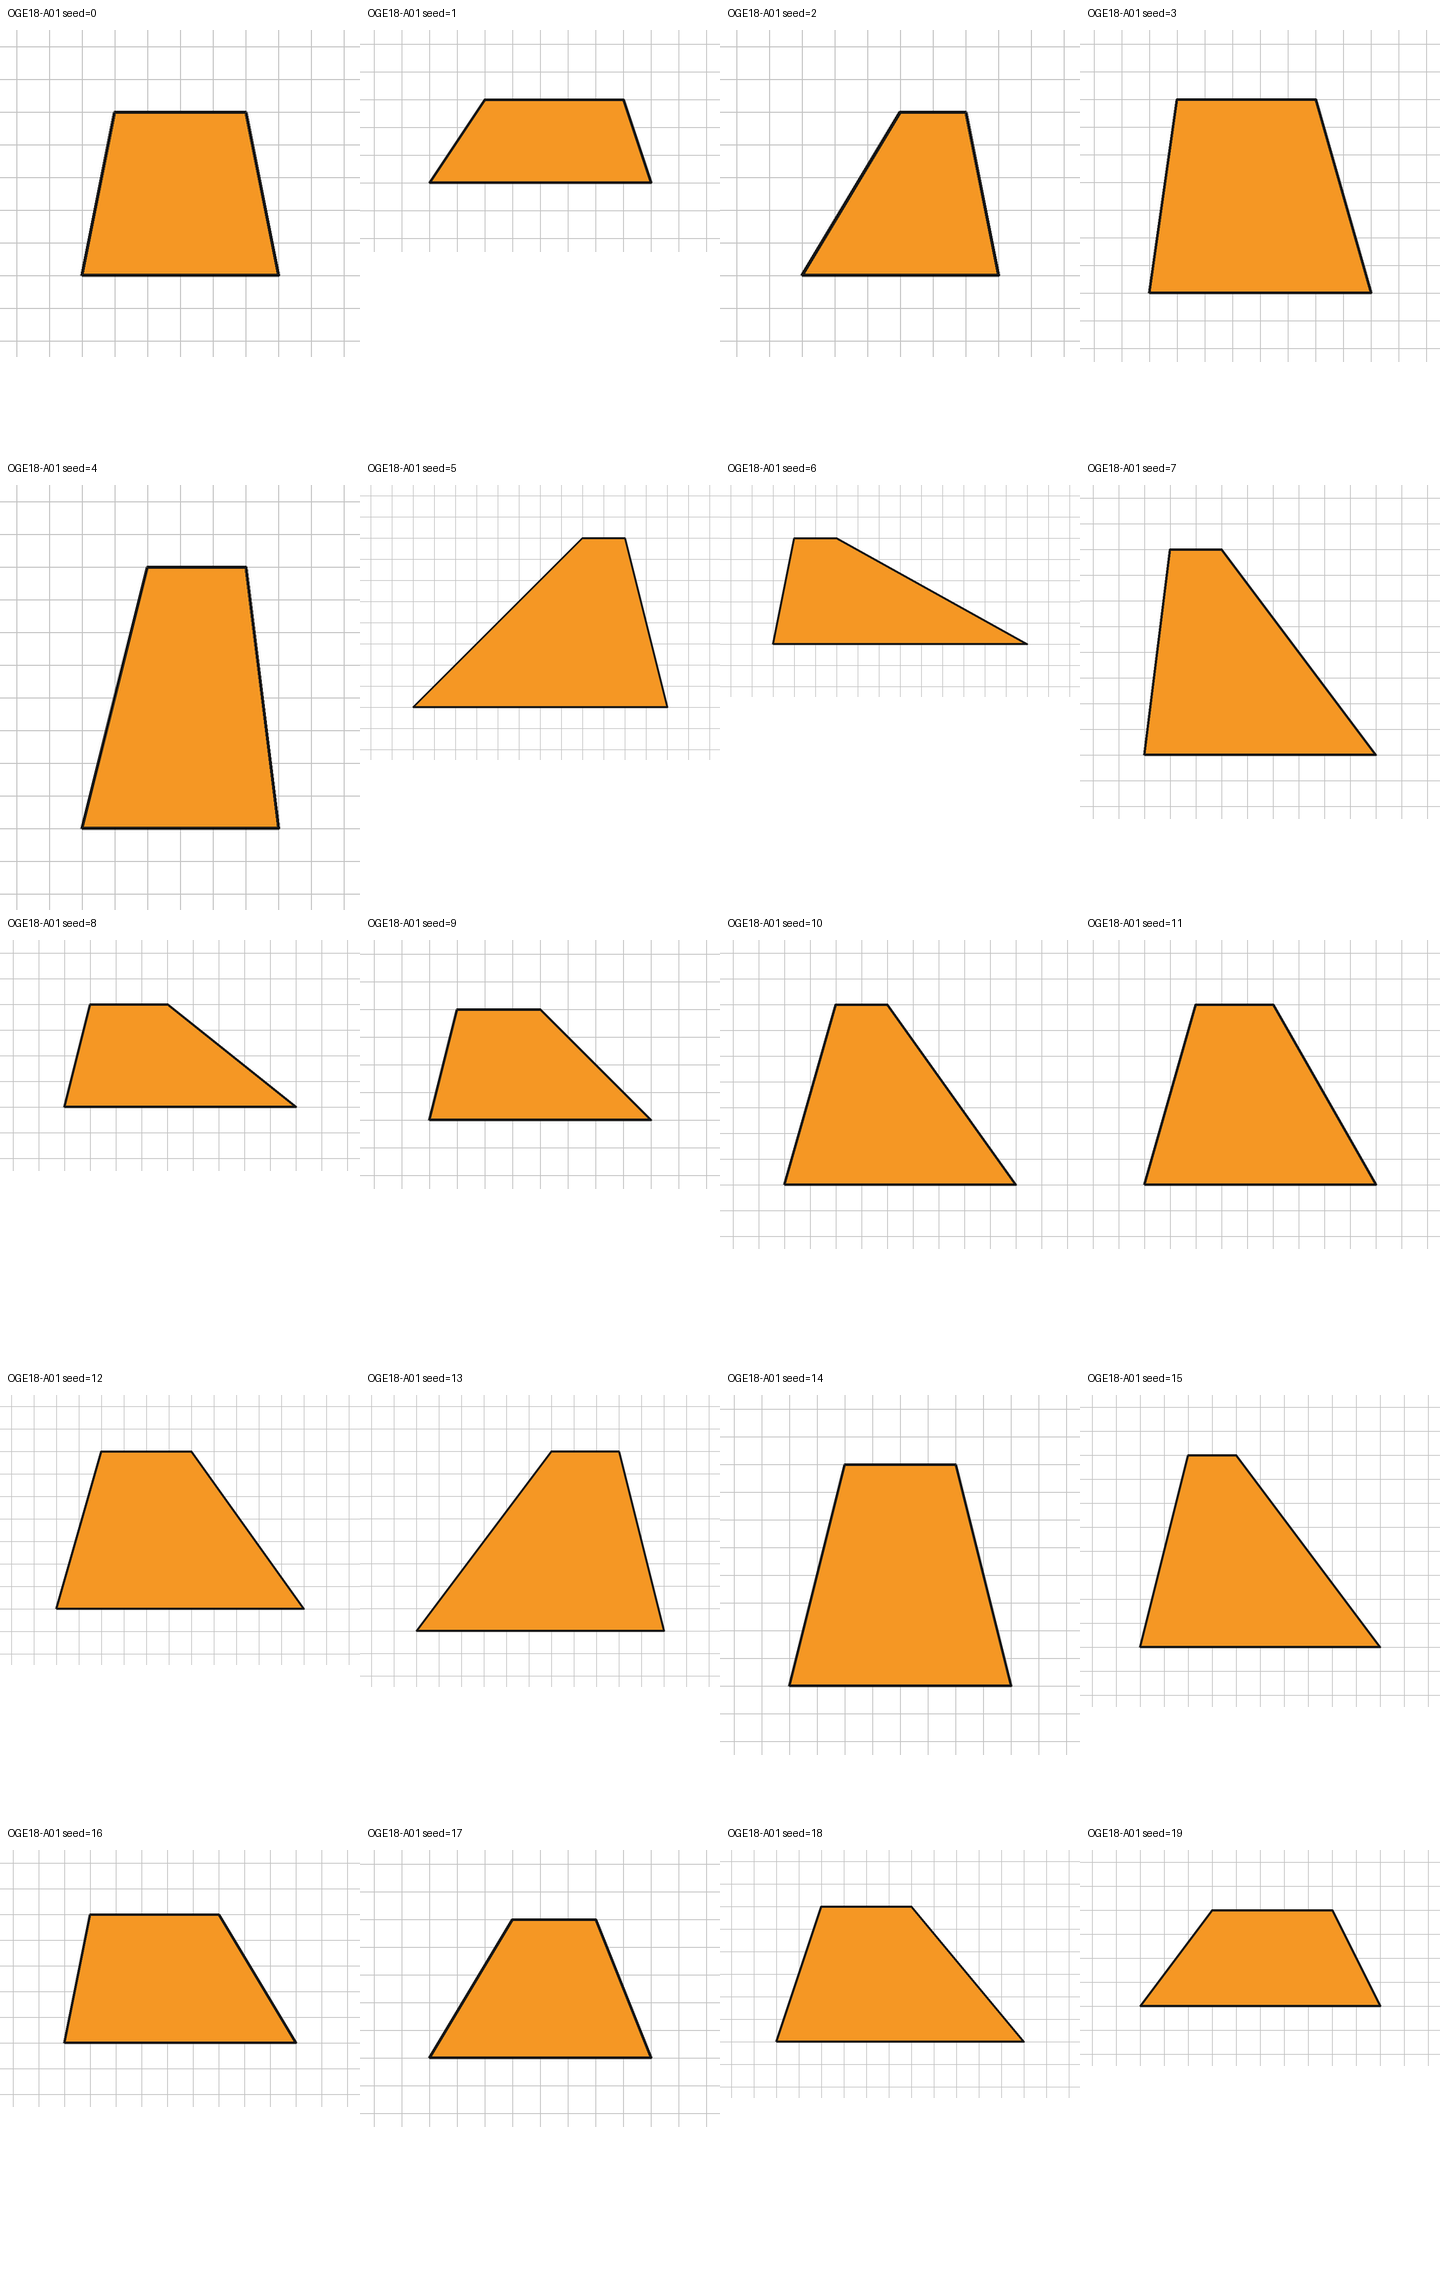 OGE18-A01 seed=0
OGE18-A01 seed=1
OGE18-A01 seed=2
OGE18-A01 seed=3
OGE18-A01 seed=4
OGE18-A01 seed=5
OGE18-A01 seed=6
OGE18-A01 seed=7
OGE18-A01 seed=8
OGE18-A01 seed=9
OGE18-A01 seed=10
OGE18-A01 seed=11
OGE18-A01 seed=12
OGE18-A01 seed=13
OGE18-A01 seed=14
OGE18-A01 seed=15
OGE18-A01 seed=16
OGE18-A01 seed=17
OGE18-A01 seed=18
OGE18-A01 seed=19